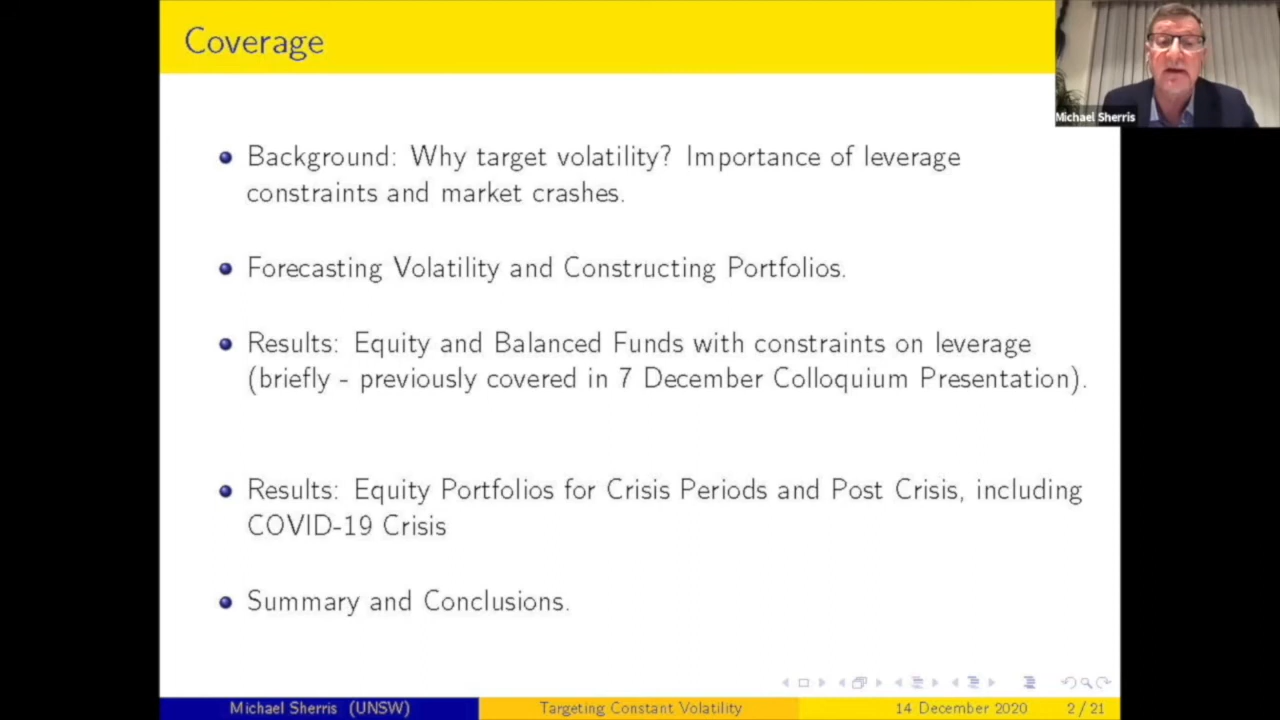 Coverage
Michael Sherris
Background: Why target volatility? Importance of leverage
constraints and market crashes.
Forecasting Volatility and Constructing Portfolios.
Results: Equity and Balanced Funds with constraints on leverage
(briefly - previously covered in 7 December Colloquium Presentation).
Results: Equity Portfolios for Crisis Periods and Post Crisis, including
COVID-19 Crisis
Summary and Conclusions.
Michael Sherris (UNSW) Targeting Constant Volatility 14 December 2020 2 / 21